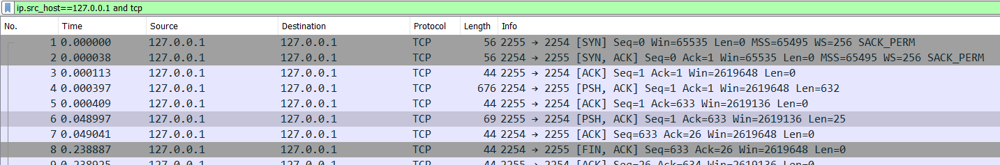 ip.src_host==127.0.0.1 and tcp
No. Time Source Destination Protocol Length Info
1 0.000000 127.0.0.1 127.0.0.1 TCP 56 2255 → 2254 [SYN] Seq=0 Win=65535 Len=0 MSS=65495 WS=256 SACK_PERM
2 0.000038 127.0.0.1 127.0.0.1 TCP 56 2254 → 2255 [SYN, ACK] Seq=0 Ack=1 Win=65535 Len=0 MSS=65495 WS=256 SACK_PERM
3 0.000113 127.0.0.1 127.0.0.1 TCP 44 2255 → 2254 [ACK] Seq=1 Ack=1 Win=2619648 Len=0
4 0.000397 127.0.0.1 127.0.0.1 TCP 676 2254 → 2255 [PSH, ACK] Seq=1 Ack=1 Win=2619648 Len=632
5 0.000409 127.0.0.1 127.0.0.1 TCP 44 2255 → 2254 [ACK] Seq=1 Ack=633 Win=2619136 Len=0
6 0.048997 127.0.0.1 127.0.0.1 TCP 69 2255 → 2254 [PSH, ACK] Seq=1 Ack=633 Win=2619136 Len=25
7 0.049041 127.0.0.1 127.0.0.1 TCP 44 2254 → 2255 [ACK] Seq=633 Ack=26 Win=2619648 Len=0
8 0.238887 127.0.0.1 127.0.0.1 TCP 44 2254 → 2255 [FIN, ACK] Seq=633 Ack=26 Win=2619648 Len=0
9 0.238925 127.0.0.1 127.0.0.1 TCP 44 2255 → 2254 [ACK] Seq=26 Ack=634 Win=2619136 Len=0